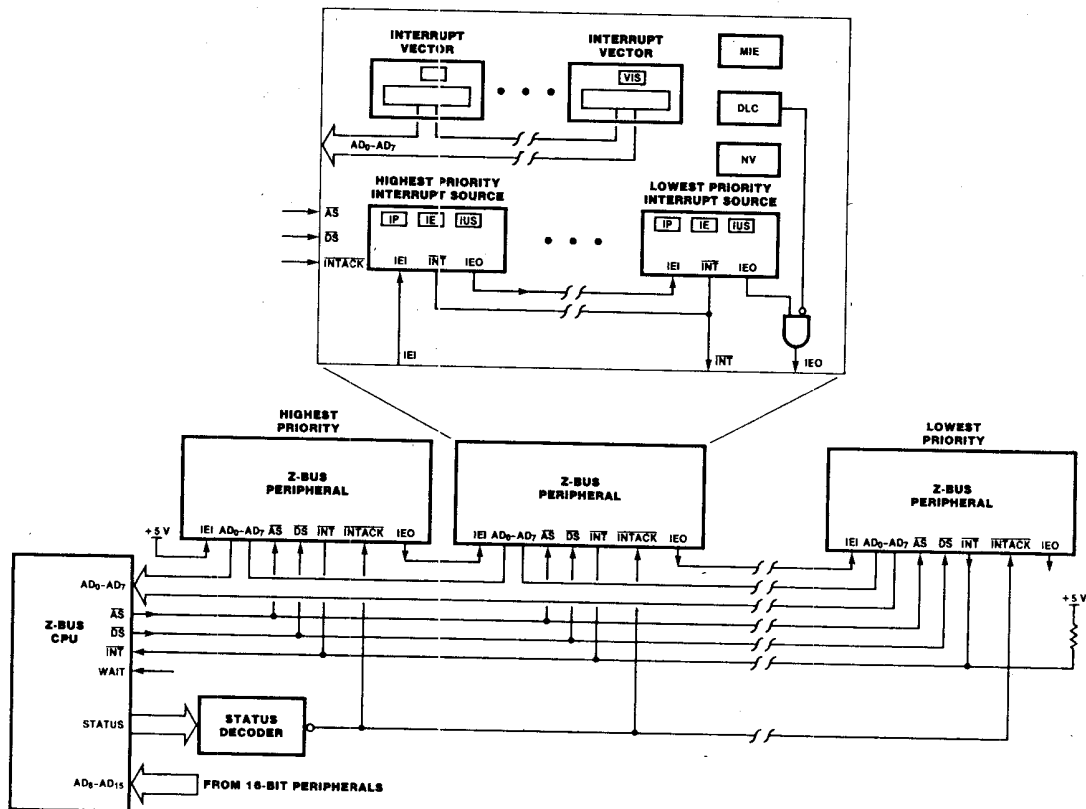 INTERRUPT
VECTOR
INTERRUPT
VECTOR
VIS
MIE
DLC
NV
AD0-AD7
HIGHEST PRIORITY
INTERRUPT SOURCE
LOWEST PRIORITY
INTERRUPT SOURCE
IP IE IUS
IP IE IUS
AS
DS
INTACK
IEI INT IEO
IEI INT IEO
IEI
INT
IEO
HIGHEST
PRIORITY
LOWEST
PRIORITY
Z-BUS
PERIPHERAL
Z-BUS
PERIPHERAL
Z-BUS
PERIPHERAL
+5 V
IEI AD0-AD7 AS DS INT INTACK IEO
IEI AD0-AD7 AS DS INT INTACK IEO
IEI AD0-AD7 AS DS INT INTACK IEO
+5 V
Z-BUS
CPU
AD0-AD7
AS
DS
INT
WAIT
STATUS
AD8-AD15
STATUS
DECODER
FROM 16-BIT PERIPHERALS